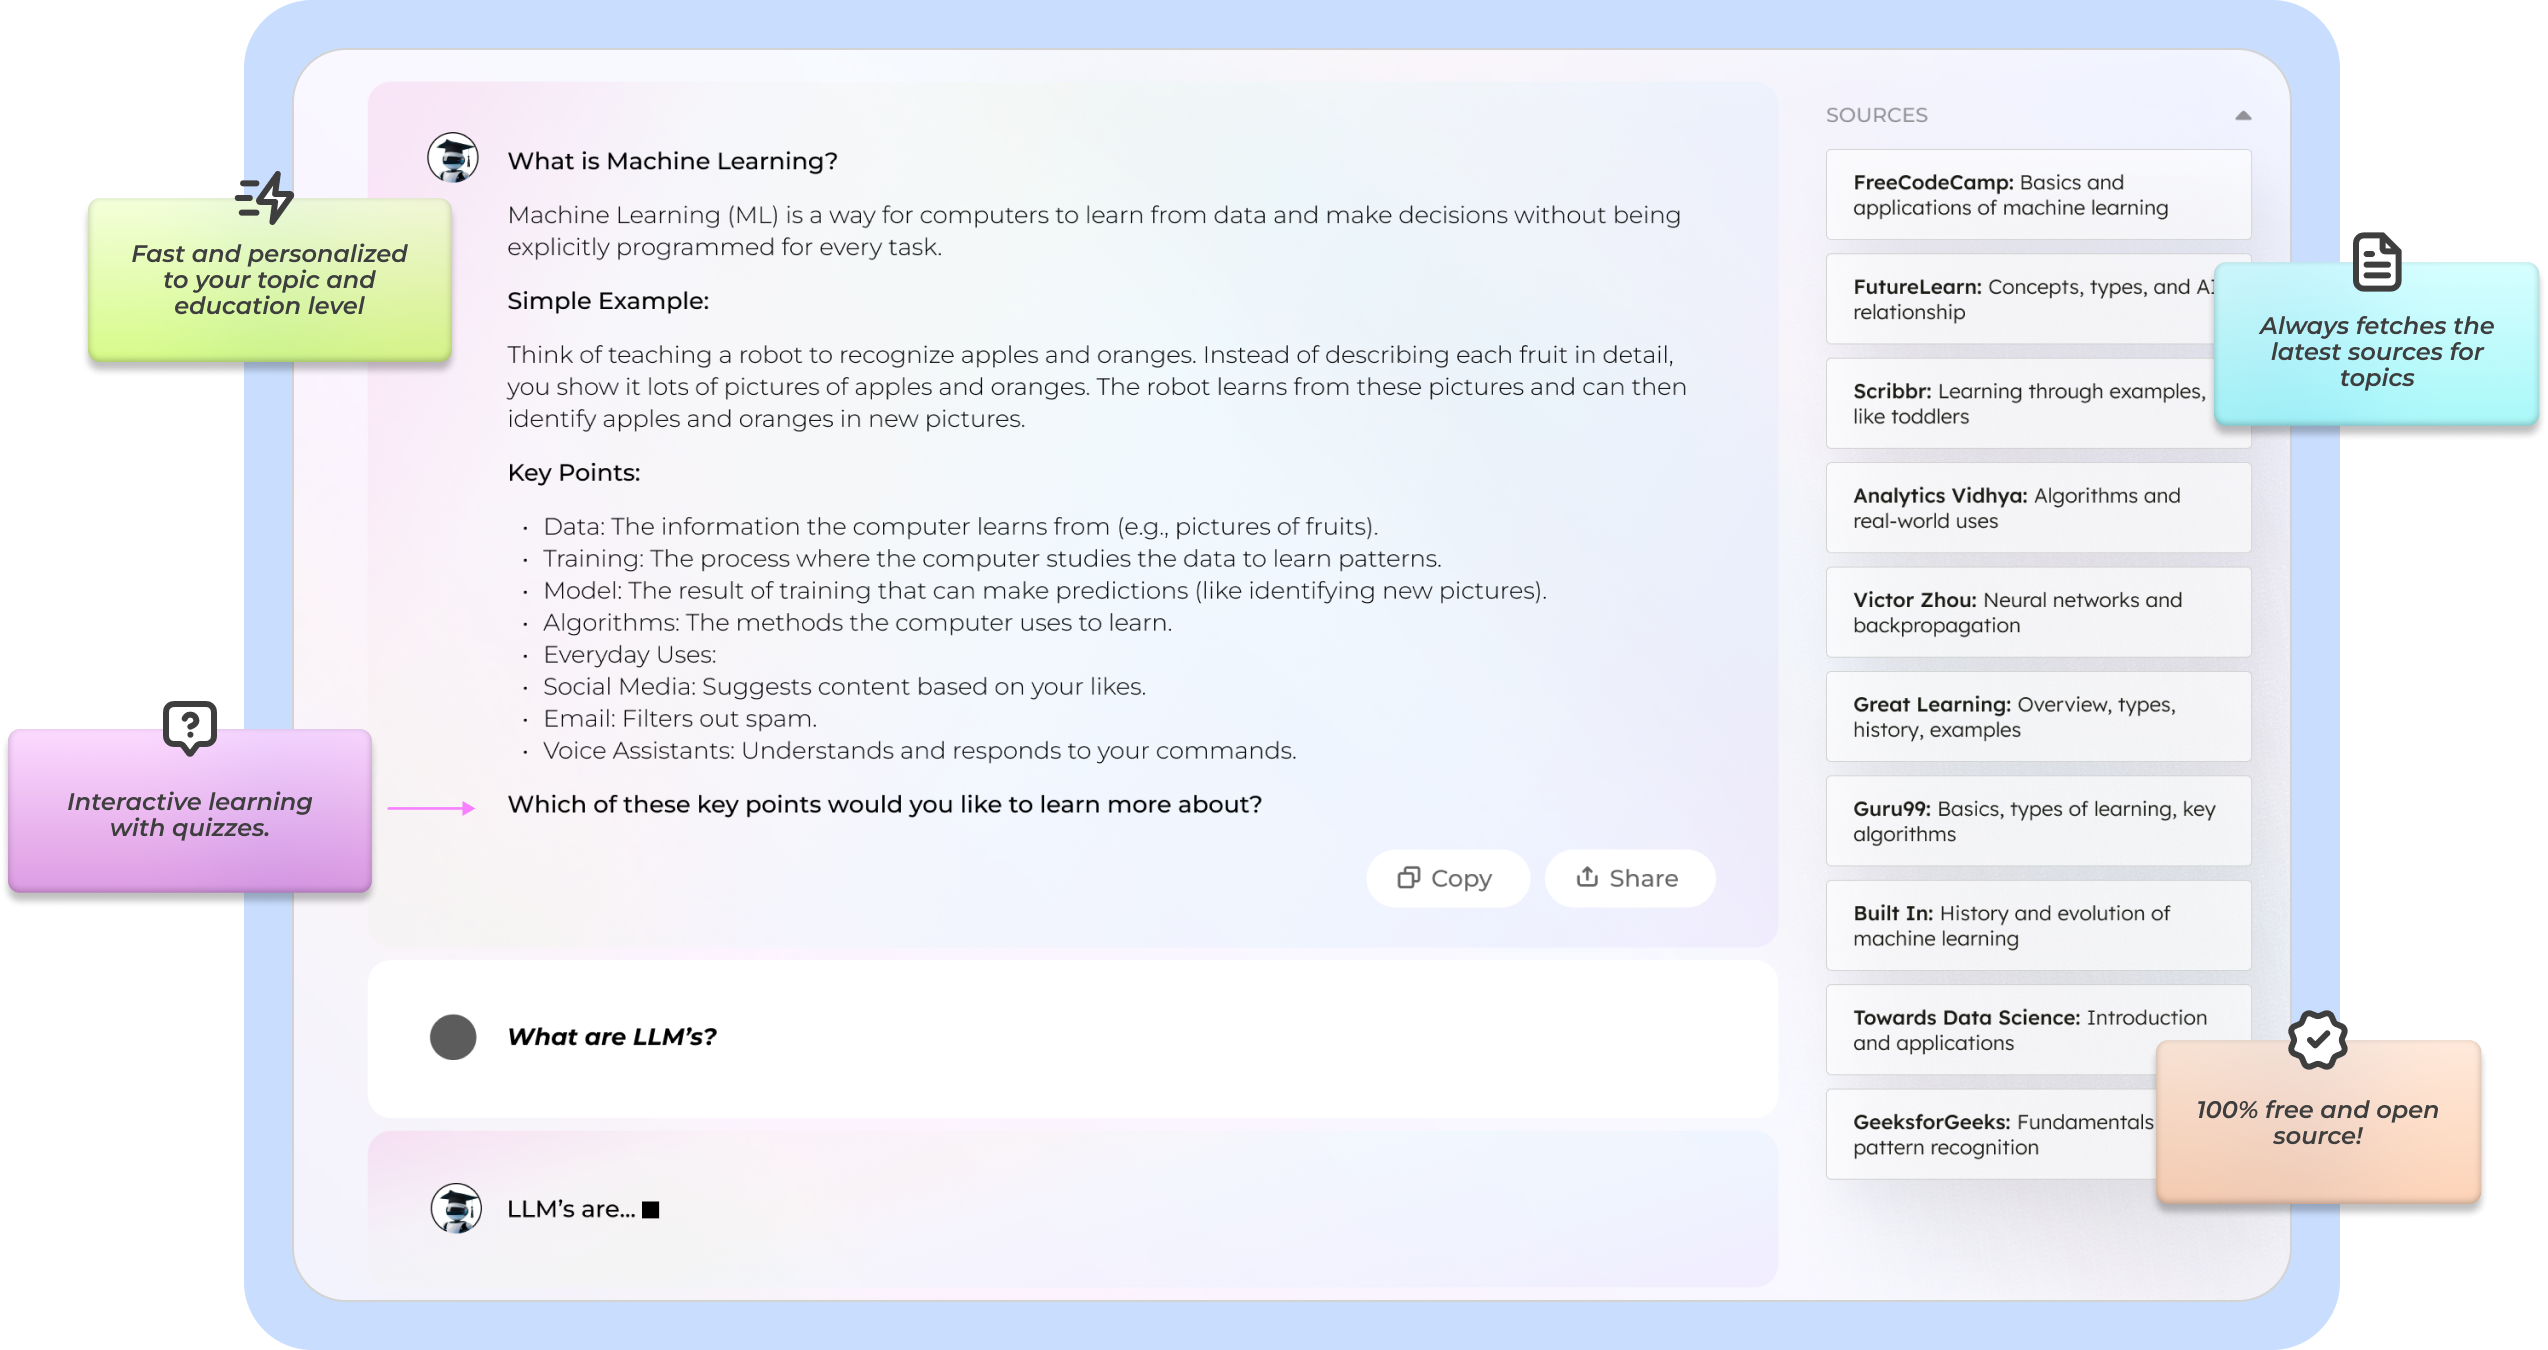 Fast and personalized
to your topic and
education level
Interactive learning
with quizzes.
What is Machine Learning?
Machine Learning (ML) is a way for computers to learn from data and make decisions without being
explicitly programmed for every task.
Simple Example:
Think of teaching a robot to recognize apples and oranges. Instead of describing each fruit in detail,
you show it lots of pictures of apples and oranges. The robot learns from these pictures and can then
identify apples and oranges in new pictures.
Key Points:
• Data: The information the computer learns from (e.g., pictures of fruits).
• Training: The process where the computer studies the data to learn patterns.
• Model: The result of training that can make predictions (like identifying new pictures).
• Algorithms: The methods the computer uses to learn.
• Everyday Uses:
• Social Media: Suggests content based on your likes.
• Email: Filters out spam.
• Voice Assistants: Understands and responds to your commands.
Which of these key points would you like to learn more about?
Copy
Share
What are LLM’s?
LLM’s are...
SOURCES
FreeCodeCamp: Basics and
applications of machine learning
FutureLearn: Concepts, types, and AI
relationship
Scribbr: Learning through examples,
like toddlers
Analytics Vidhya: Algorithms and
real-world uses
Victor Zhou: Neural networks and
backpropagation
Great Learning: Overview, types,
history, examples
Guru99: Basics, types of learning, key
algorithms
Built In: History and evolution of
machine learning
Towards Data Science: Introduction
and applications
GeeksforGeeks: Fundamentals
pattern recognition
Always fetches the
latest sources for
topics
100% free and open
source!